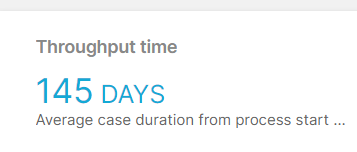 Throughput time
145 DAYS
Average case duration from process start ...